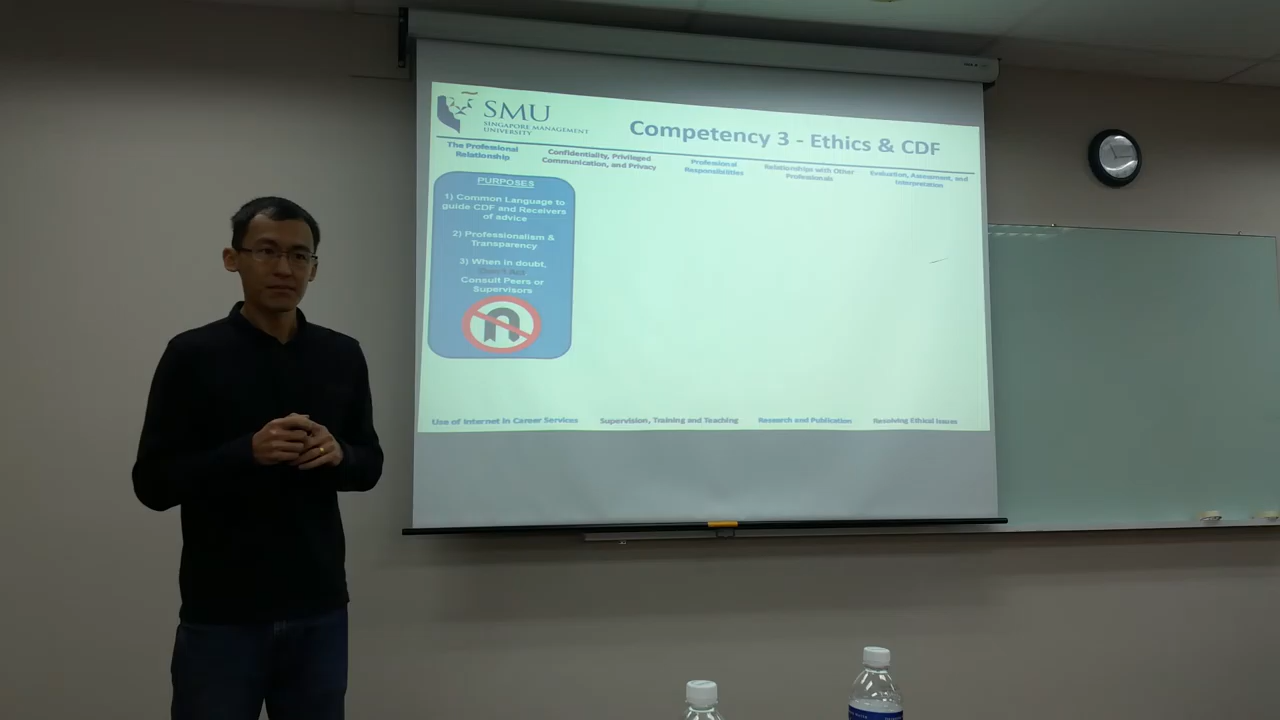 SMU
SINGAPORE MANAGEMENT
UNIVERSITY
Competency 3 - Ethics & CDF
The Professional
Relationship
Confidentiality, Privileged
Communication, and Privacy
Professional
Responsibilities
Relationships with Other
Professionals
Evaluation, Assessment, and
Interpretation
PURPOSES
1) Common Language to
guide CDF and Receivers
of advice
2) Professionalism &
Transparency
3) When in doubt,
Don't Act
Consult Peers or
Supervisors
Use of Internet in Career Services
Supervision, Training and Teaching
Research and Publication
Resolving Ethical Issues